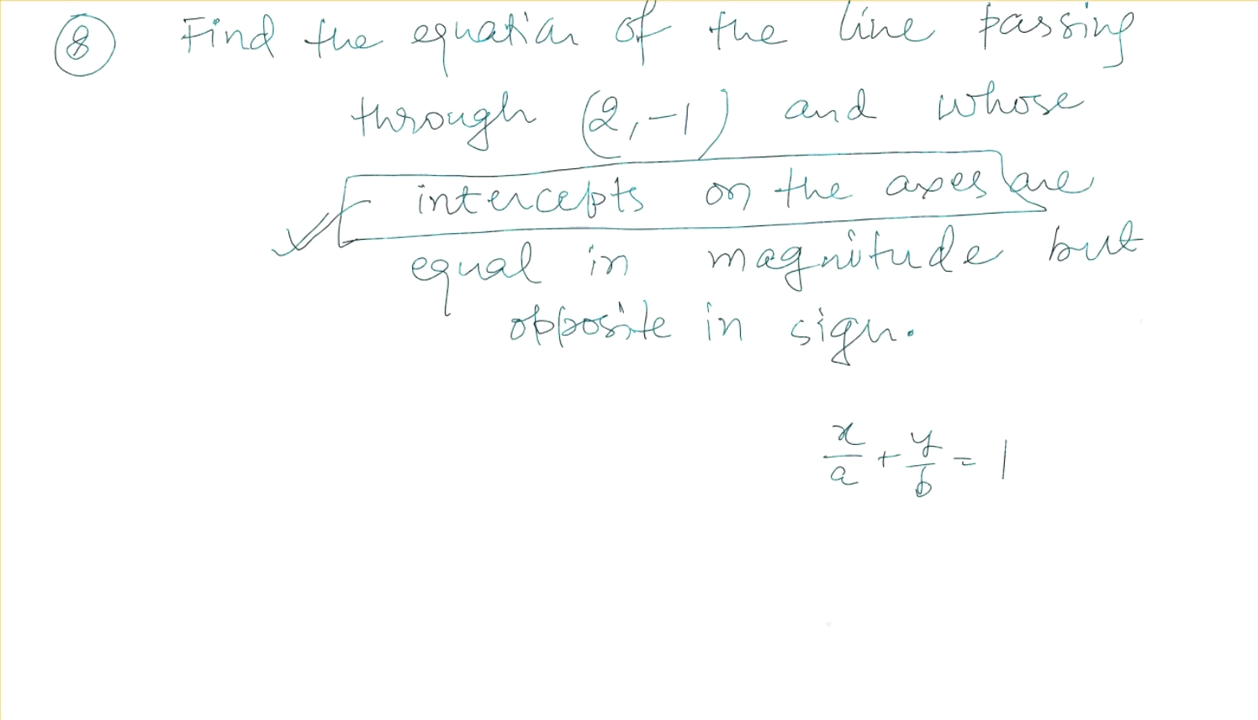 ⑧ Find the equation of the line passing
through (2,-1) and whose
intercepts on the axes are
equal in magnitude but
opposite in sign.
x/a + y/b = 1